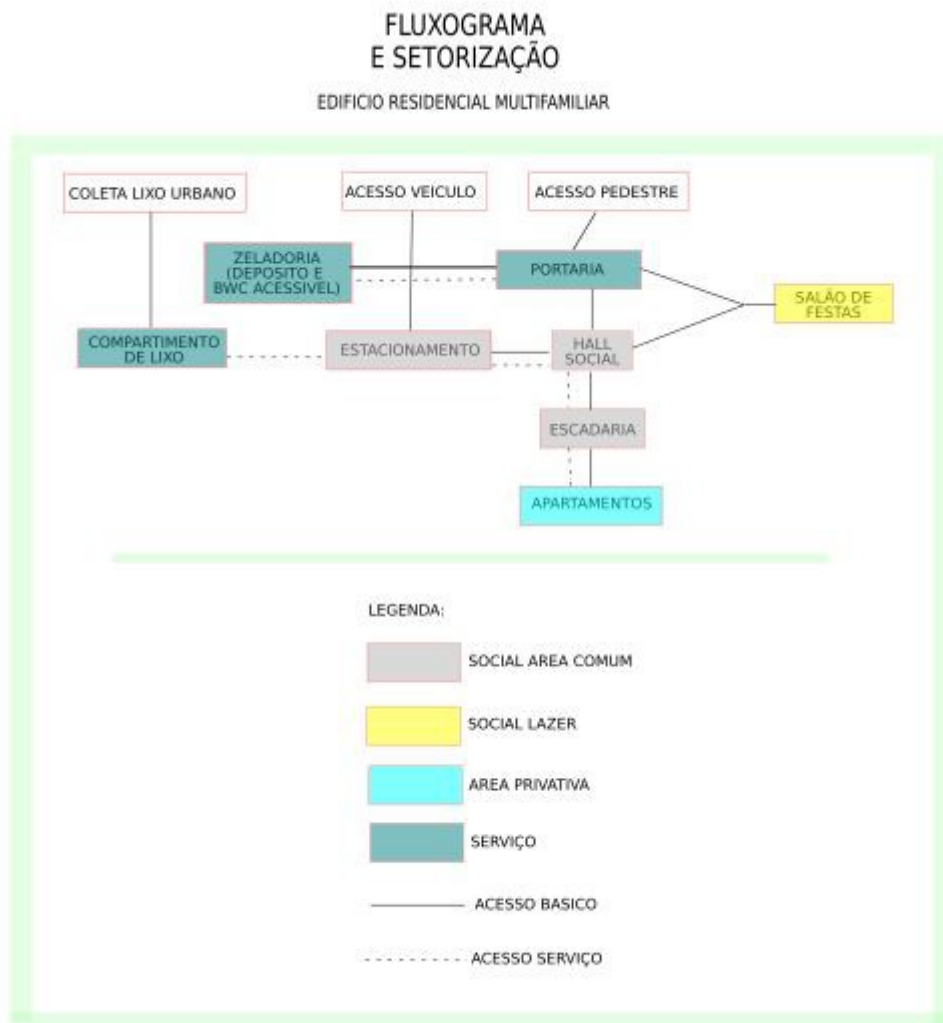 FLUXOGRAMA
E SETORIZAÇÃO
EDIFICIO RESIDENCIAL MULTIFAMILIAR
COLETA LIXO URBANO
ACESSO VEICULO
ACESSO PEDESTRE
ZELADORIA
(DEPOSITO E
BWC ACESSIVEL)
PORTARIA
SALÃO DE
FESTAS
COMPARTIMENTO
DE LIXO
ESTACIONAMENTO
HALL
SOCIAL
ESCADARIA
APARTAMENTOS
LEGENDA:
SOCIAL AREA COMUM
SOCIAL LAZER
AREA PRIVATIVA
SERVIÇO
ACESSO BASICO
ACESSO SERVIÇO